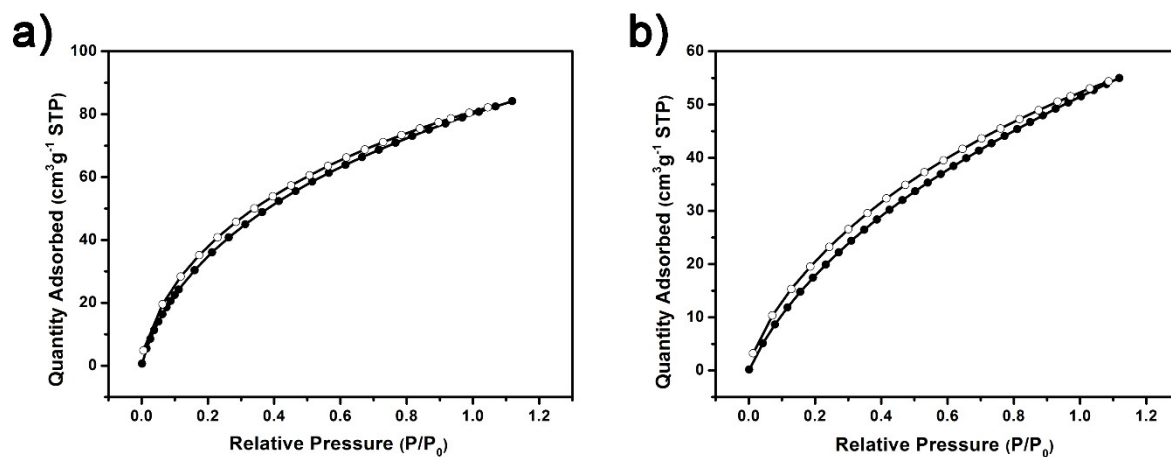 a)
100
80
60
40
20
0
Quantity Adsorbed (cm³g⁻¹ STP)
0.0 0.2 0.4 0.6 0.8 1.0 1.2
Relative Pressure (P/P₀)
b)
60
50
40
30
20
10
0
Quantity Adsorbed (cm³g⁻¹ STP)
0.0 0.2 0.4 0.6 0.8 1.0 1.2
Relative Pressure (P/P₀)